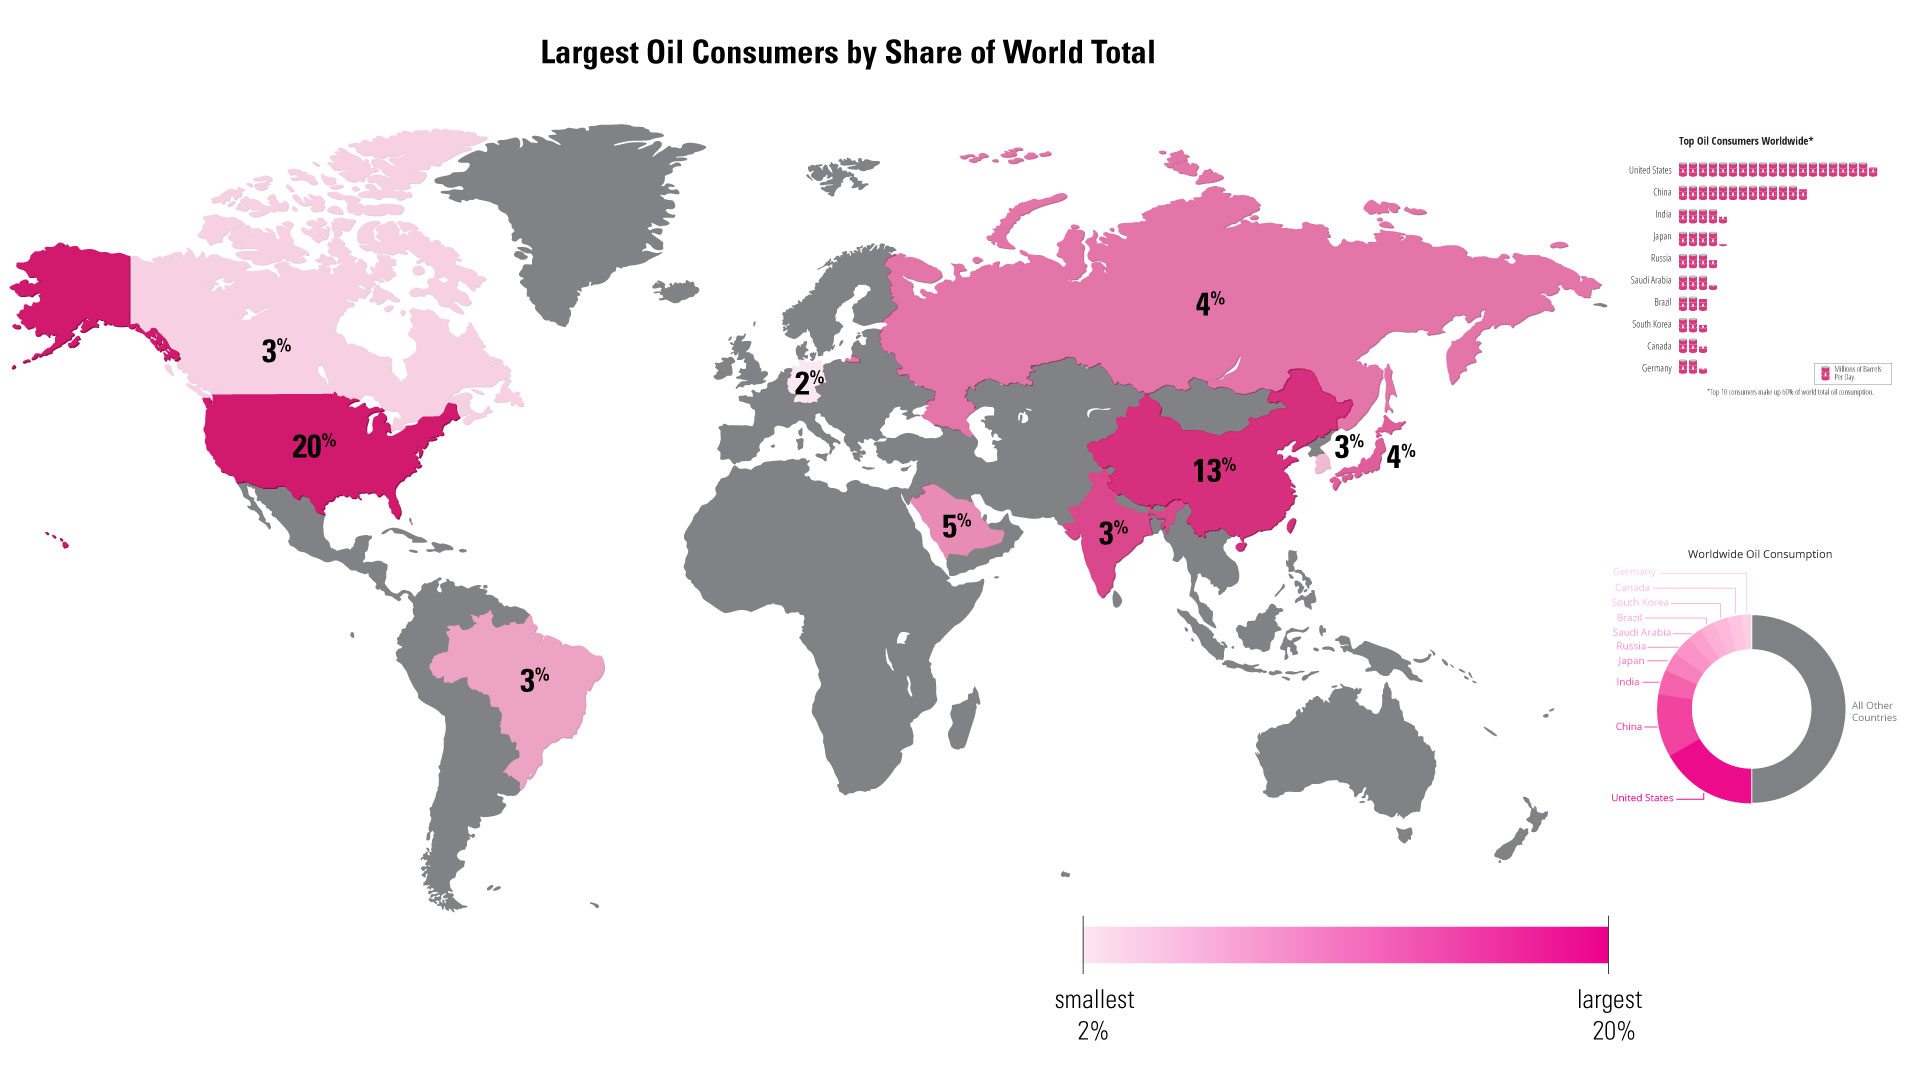 Largest Oil Consumers by Share of World Total
3%
20%
3%
2%
4%
5%
13%
3%
3%
4%
Top Oil Consumers Worldwide*
United States
China
India
Japan
Russia
Saudi Arabia
Brazil
South Korea
Canada
Germany
Millions of Barrels
Per Day
*Top 10 consumers make up 60% of world total oil consumption.
Worldwide Oil Consumption
Germany
Canada
South Korea
Brazil
Saudi Arabia
Russia
Japan
India
China
United States
All Other
Countries
smallest
2%
largest
20%